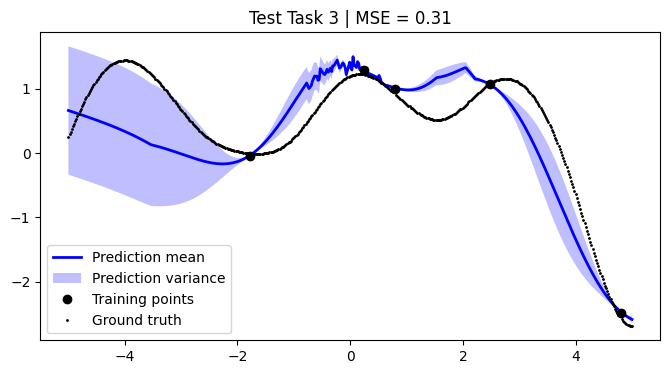 Test Task 3 | MSE = 0.31
1
0
−1
−2
Prediction mean
Prediction variance
Training points
Ground truth
−4
−2
0
2
4